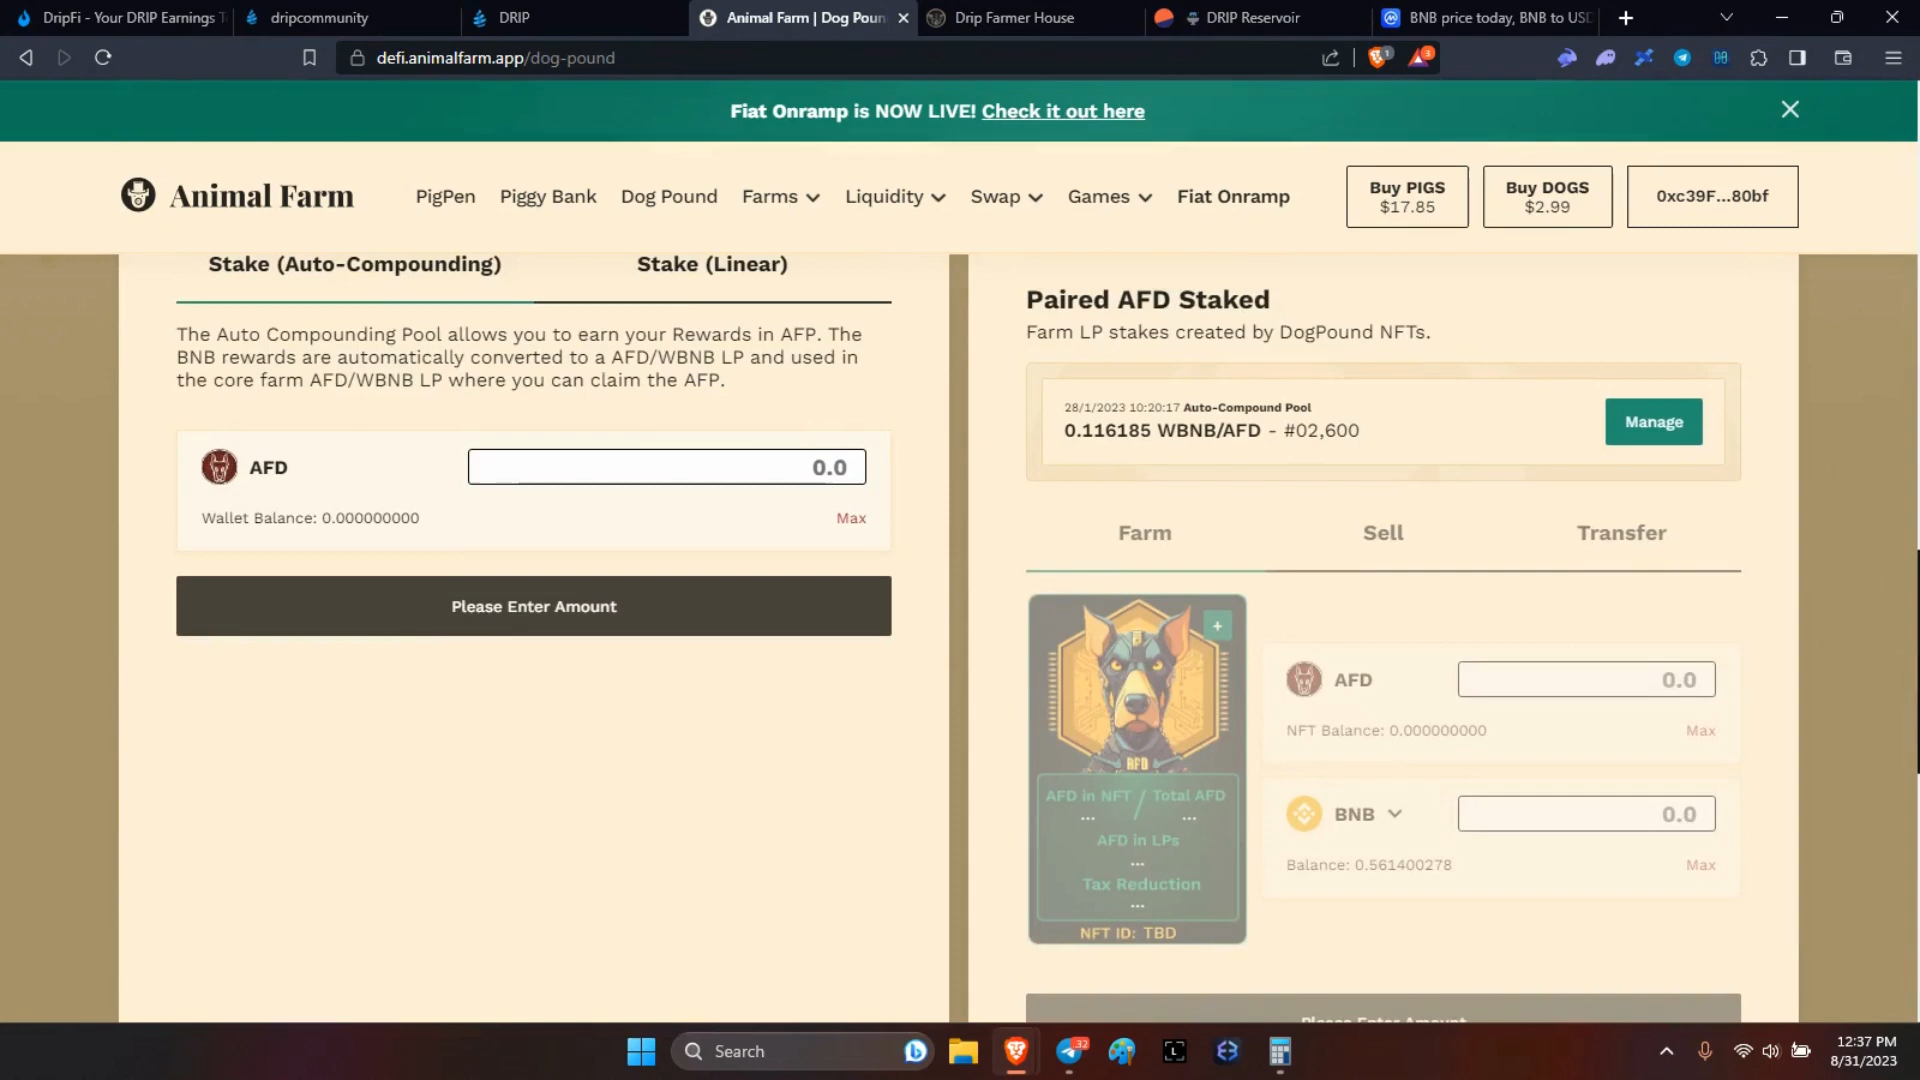 DripFi - Your DRIP Earnings T
dripcommunity
DRIP
Animal Farm | Dog Poun
Drip Farmer House
DRIP Reservoir
BNB price today, BNB to USD
defi.animalfarm.app/dog-pound
1
3
Fiat Onramp is NOW LIVE! Check it out here
Animal Farm
PigPen
Piggy Bank
Dog Pound
Farms
Liquidity
Swap
Games
Fiat Onramp
Buy PIGS
$17.85
Buy DOGS
$2.99
0xc39F...80bf
Stake (Auto-Compounding)
Stake (Linear)
The Auto Compounding Pool allows you to earn your Rewards in AFP. The
BNB rewards are automatically converted to a AFD/WBNB LP and used in
the core farm AFD/WBNB LP where you can claim the AFP.
AFD
0.0
Wallet Balance: 0.000000000
Max
Please Enter Amount
Paired AFD Staked
Farm LP stakes created by DogPound NFTs.
28/1/2023 10:20:17 Auto-Compound Pool
0.116185 WBNB/AFD - #02,600
Manage
Farm
Sell
Transfer
+
AFD
AFD in NFT / Total AFD
... ...
AFD in LPs
...
Tax Reduction
...
NFT ID: TBD
AFD
0.0
NFT Balance: 0.000000000
Max
BNB
0.0
Balance: 0.561400278
Max
Please Enter Amount
Search
32
12:37 PM
8/31/2023